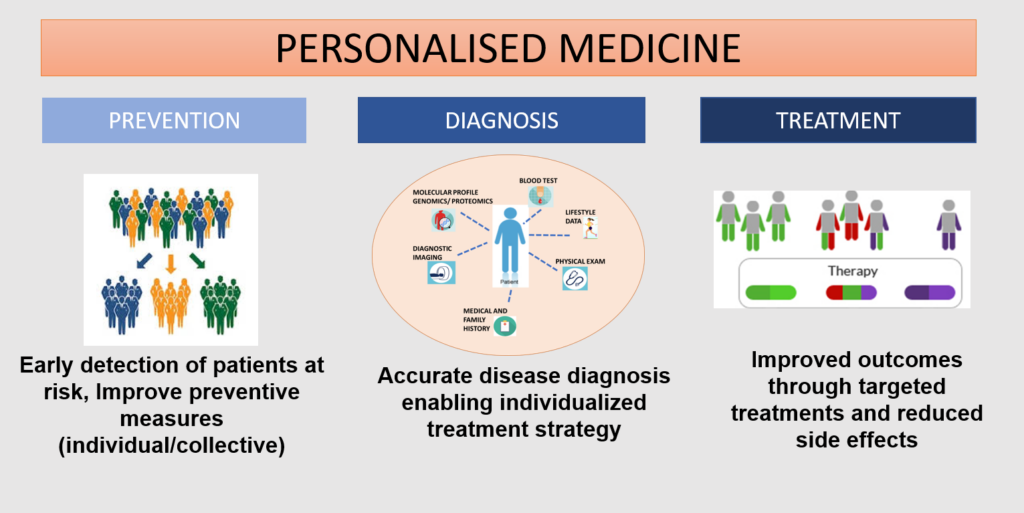 PERSONALISED MEDICINE
PREVENTION
Early detection of patients at
risk, Improve preventive
measures
(individual/collective)
DIAGNOSIS
BLOOD TEST
MOLECULAR PROFILE
GENOMICS/ PROTEOMICS
LIFESTYLE
DATA
DIAGNOSTIC
IMAGING
PHYSICAL EXAM
Patient
MEDICAL AND
FAMILY
HISTORY
Accurate disease diagnosis
enabling individualized
treatment strategy
TREATMENT
Therapy
Improved outcomes
through targeted
treatments and reduced
side effects